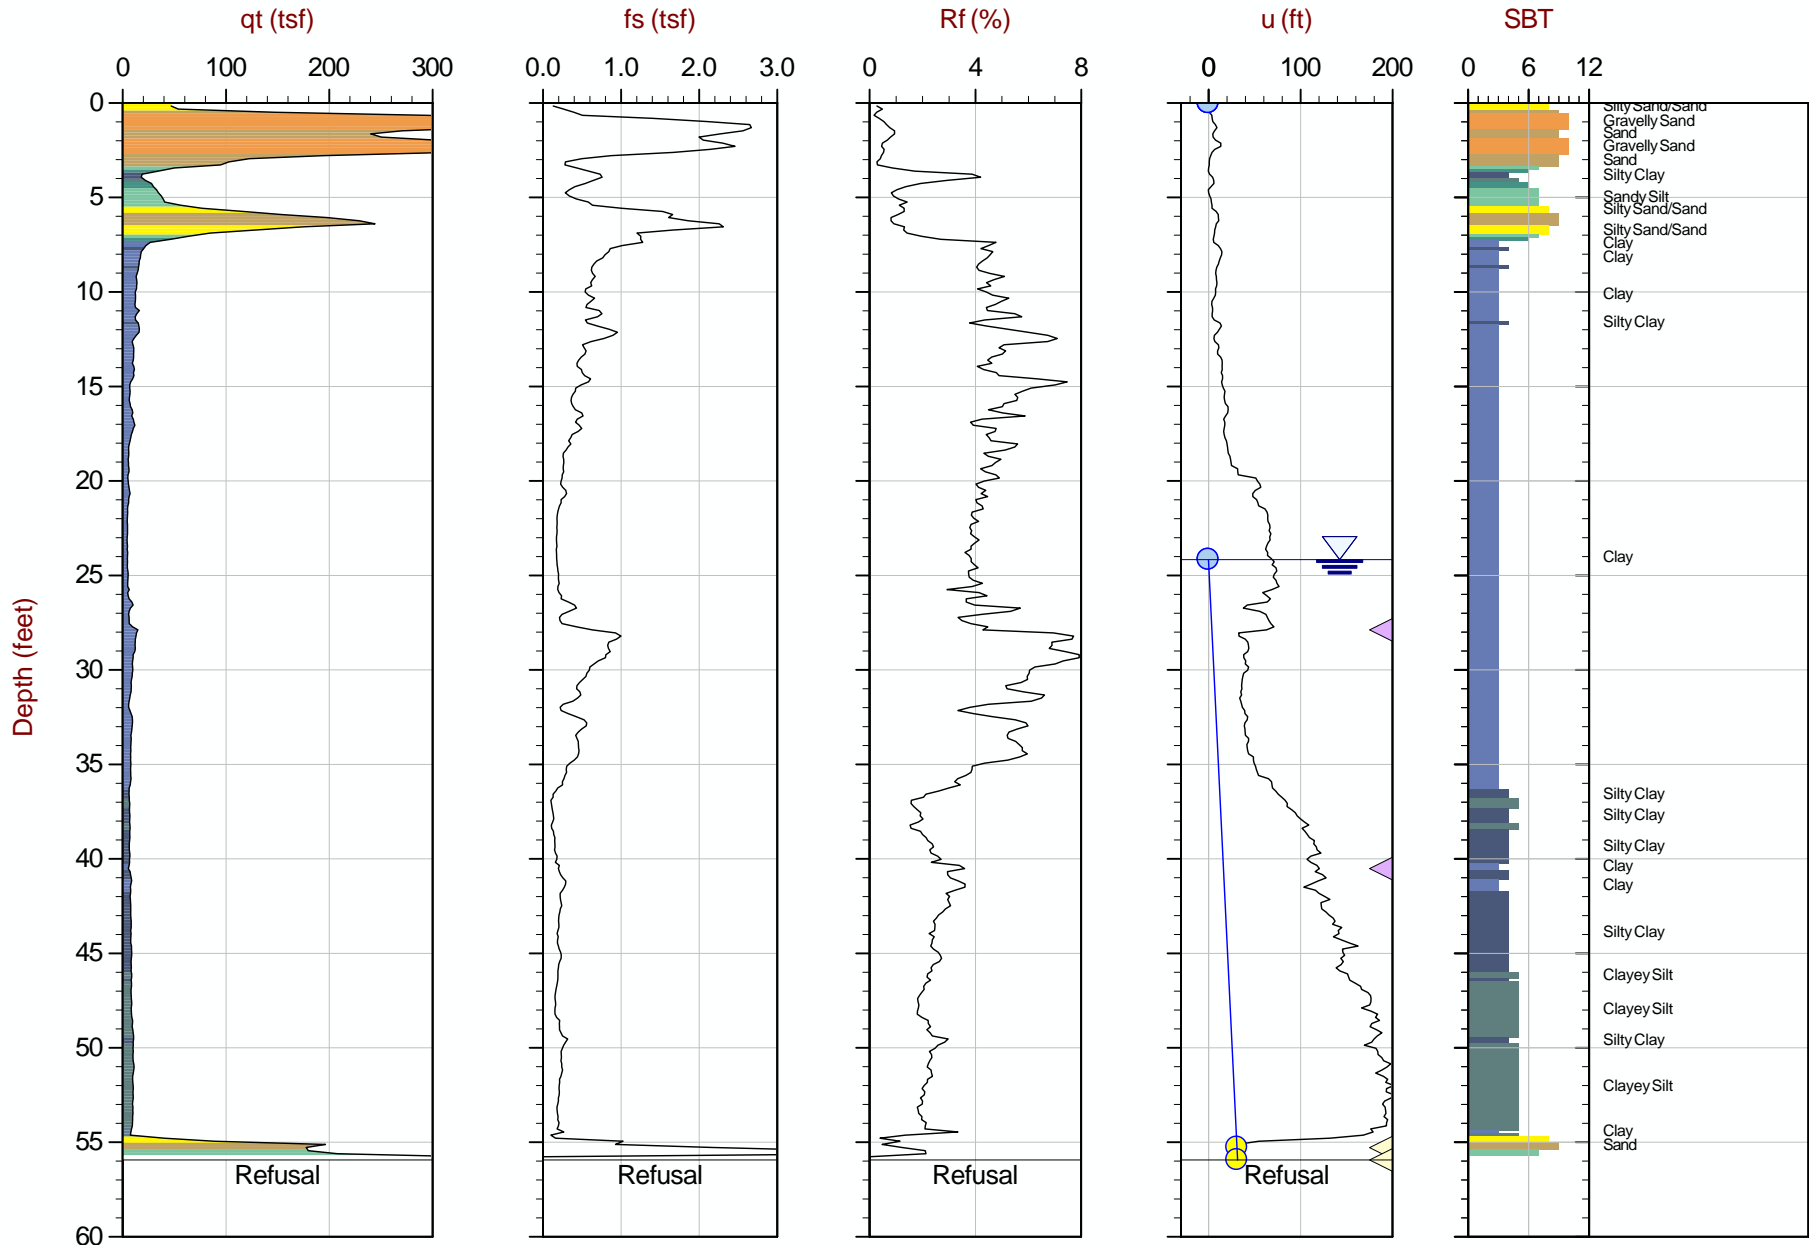 qt (tsf) fs (tsf) Rf (%) u (ft) SBT
0 100 200 300 0.0 1.0 2.0 3.0 0 4 8 0 100 200 0 6 12
0
5
10
15
20
25
30
35
40
45
50
55
60
Depth (feet)
Silty Sand/Sand
Gravelly Sand
Sand
Gravelly Sand
Sand
Silty Clay
Sandy Silt
Silty Sand/Sand
Silty Sand/Sand
Clay
Clay
Clay
Silty Clay
Clay
Silty Clay
Silty Clay
Silty Clay
Clay
Clay
Silty Clay
Clayey Silt
Clayey Silt
Silty Clay
Clayey Silt
Clay
Sand
Refusal Refusal Refusal Refusal